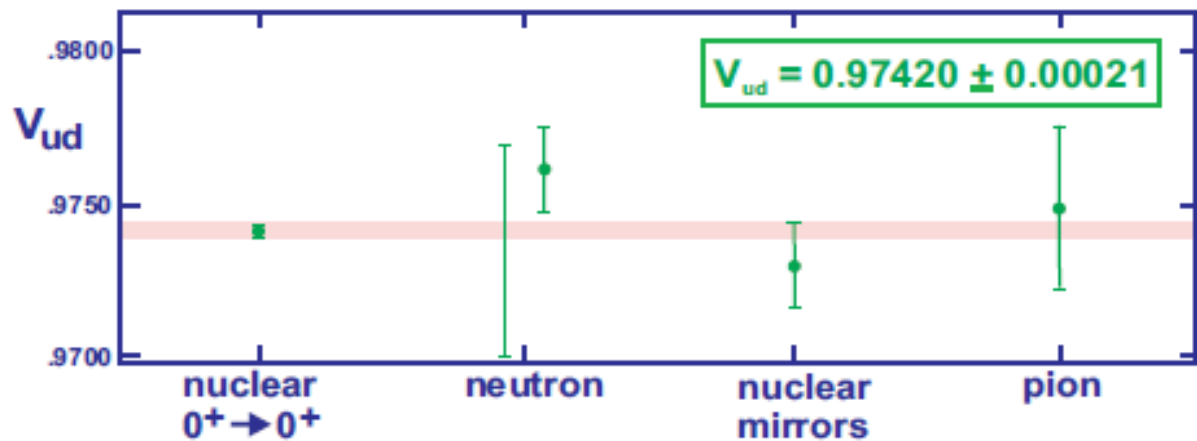 .9800
V_ud = 0.97420 ± 0.00021
V_ud
.9750
.9700
nuclear 0⁺→0⁺
neutron
nuclear mirrors
pion